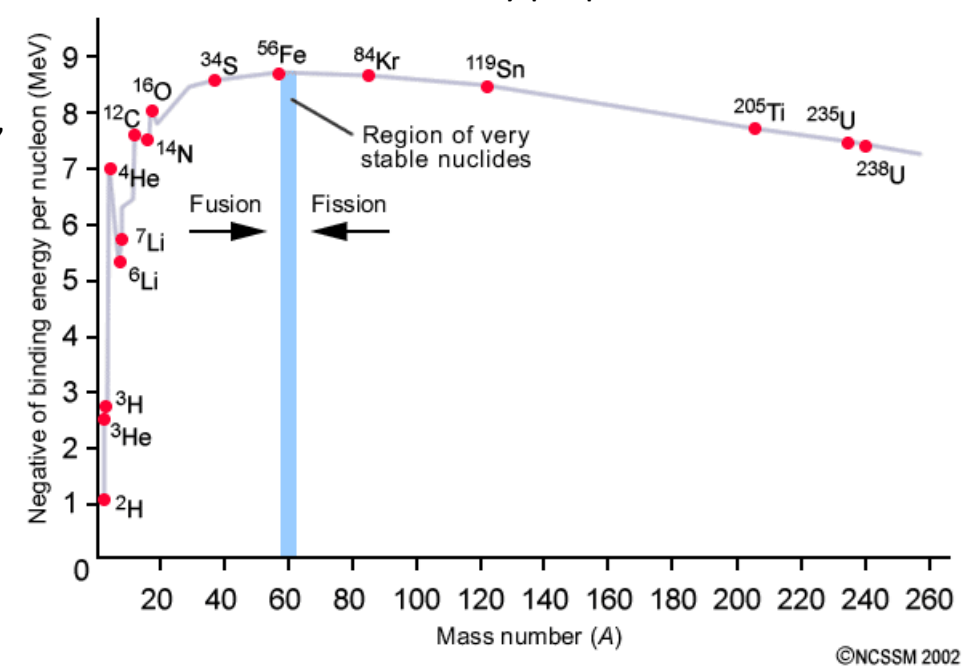 Negative of binding energy per nucleon (MeV)
9
8
7
6
5
4
3
2
1
0
⁵⁶Fe
³⁴S
⁸⁴Kr
¹¹⁹Sn
¹⁶O
¹²C
¹⁴N
²⁰⁵Ti
²³⁵U
²³⁸U
Region of very
stable nuclides
⁴He
Fusion
Fission
⁷Li
⁶Li
³H
³He
²H
20 40 60 80 100 120 140 160 180 200 220 240 260
Mass number (A)
©NCSSM 2002